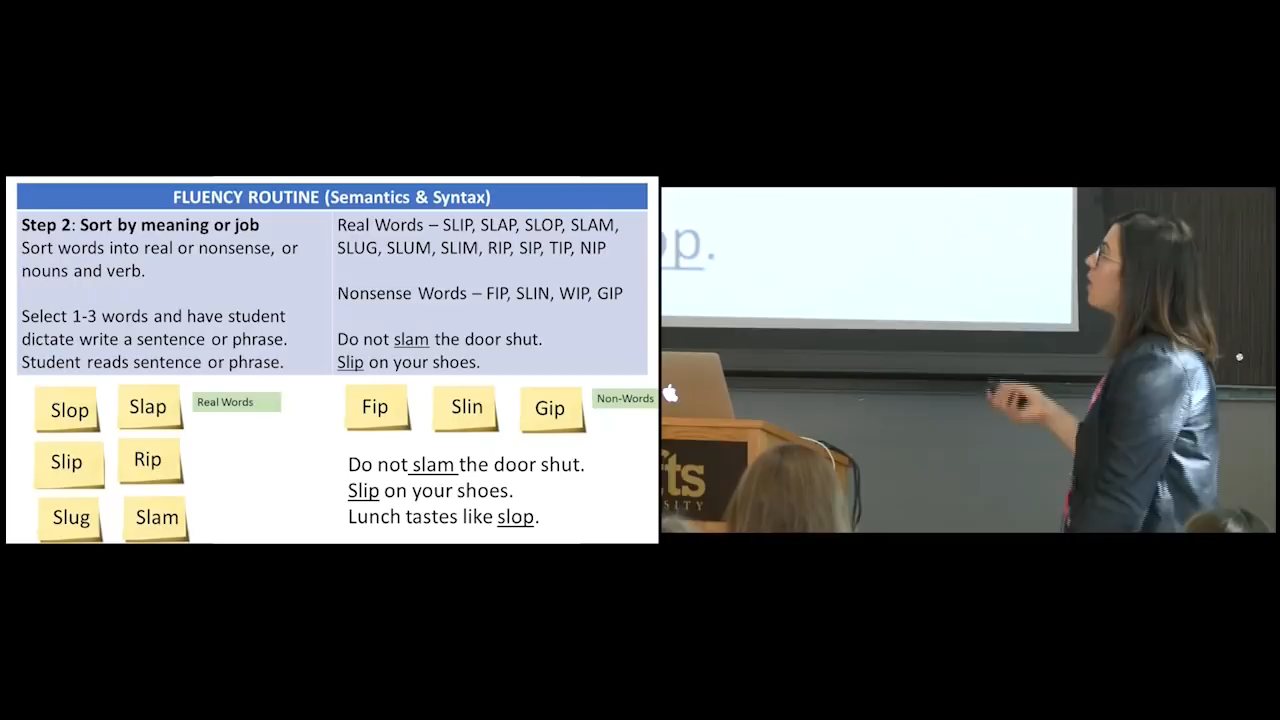 FLUENCY ROUTINE (Semantics & Syntax)
Step 2: Sort by meaning or job
Sort words into real or nonsense, or
nouns and verb.
Select 1-3 words and have student
dictate write a sentence or phrase.
Student reads sentence or phrase.
Real Words – SLIP, SLAP, SLOP, SLAM,
SLUG, SLUM, SLIM, RIP, SIP, TIP, NIP
Nonsense Words – FIP, SLIN, WIP, GIP
Do not slam the door shut.
Slip on your shoes.
Slop
Slap
Real Words
Slip
Rip
Slug
Slam
Fip
Slin
Gip
Non-Words
Do not slam the door shut.
Slip on your shoes.
Lunch tastes like slop.
op.
fts
RSITY